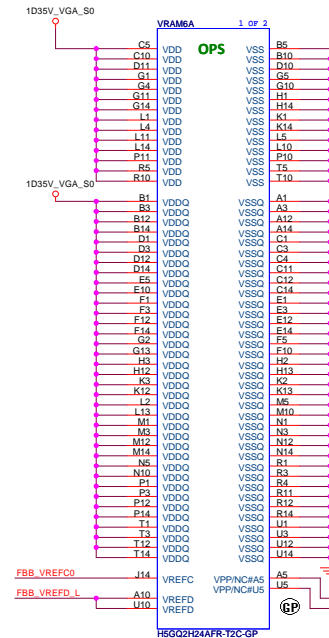 1D35V_VGA_S0
VRAM6A 1 OF 2
OPS
C5 VDD VSS B5
C10 VDD VSS B10
D11 VDD VSS D10
G1 VDD VSS G5
G4 VDD VSS G10
G11 VDD VSS H1
G14 VDD VSS H14
L1 VDD VSS K1
L4 VDD VSS K14
L11 VDD VSS L5
L14 VDD VSS L10
P11 VDD VSS P10
R5 VDD VSS T5
R10 VDD VSS T10
1D35V_VGA_S0
B1 VDDQ VSSQ A1
B3 VDDQ VSSQ A3
B12 VDDQ VSSQ A12
B14 VDDQ VSSQ A14
D1 VDDQ VSSQ C1
D3 VDDQ VSSQ C3
D12 VDDQ VSSQ C4
D14 VDDQ VSSQ C11
E5 VDDQ VSSQ C12
E10 VDDQ VSSQ C14
F1 VDDQ VSSQ E1
F3 VDDQ VSSQ E3
F12 VDDQ VSSQ E12
F14 VDDQ VSSQ E14
G2 VDDQ VSSQ F5
G13 VDDQ VSSQ F10
H3 VDDQ VSSQ H2
H12 VDDQ VSSQ H13
K3 VDDQ VSSQ K2
K12 VDDQ VSSQ K13
L2 VDDQ VSSQ M5
L13 VDDQ VSSQ M10
M1 VDDQ VSSQ N1
M3 VDDQ VSSQ N3
M12 VDDQ VSSQ N12
M14 VDDQ VSSQ N14
N5 VDDQ VSSQ R1
N10 VDDQ VSSQ R3
P1 VDDQ VSSQ R4
P3 VDDQ VSSQ R11
P12 VDDQ VSSQ R12
P14 VDDQ VSSQ R14
T1 VDDQ VSSQ U1
T3 VDDQ VSSQ U3
T12 VDDQ VSSQ U12
T14 VDDQ VSSQ U14
FBB_VREFC0 J14 VREFC VPP/NC#A5 A5
VPP/NC#U5 U5
FBB_VREFD_L A10 VREFD
U10 VREFD
GP
H5GQ2H24AFR-T2C-GP